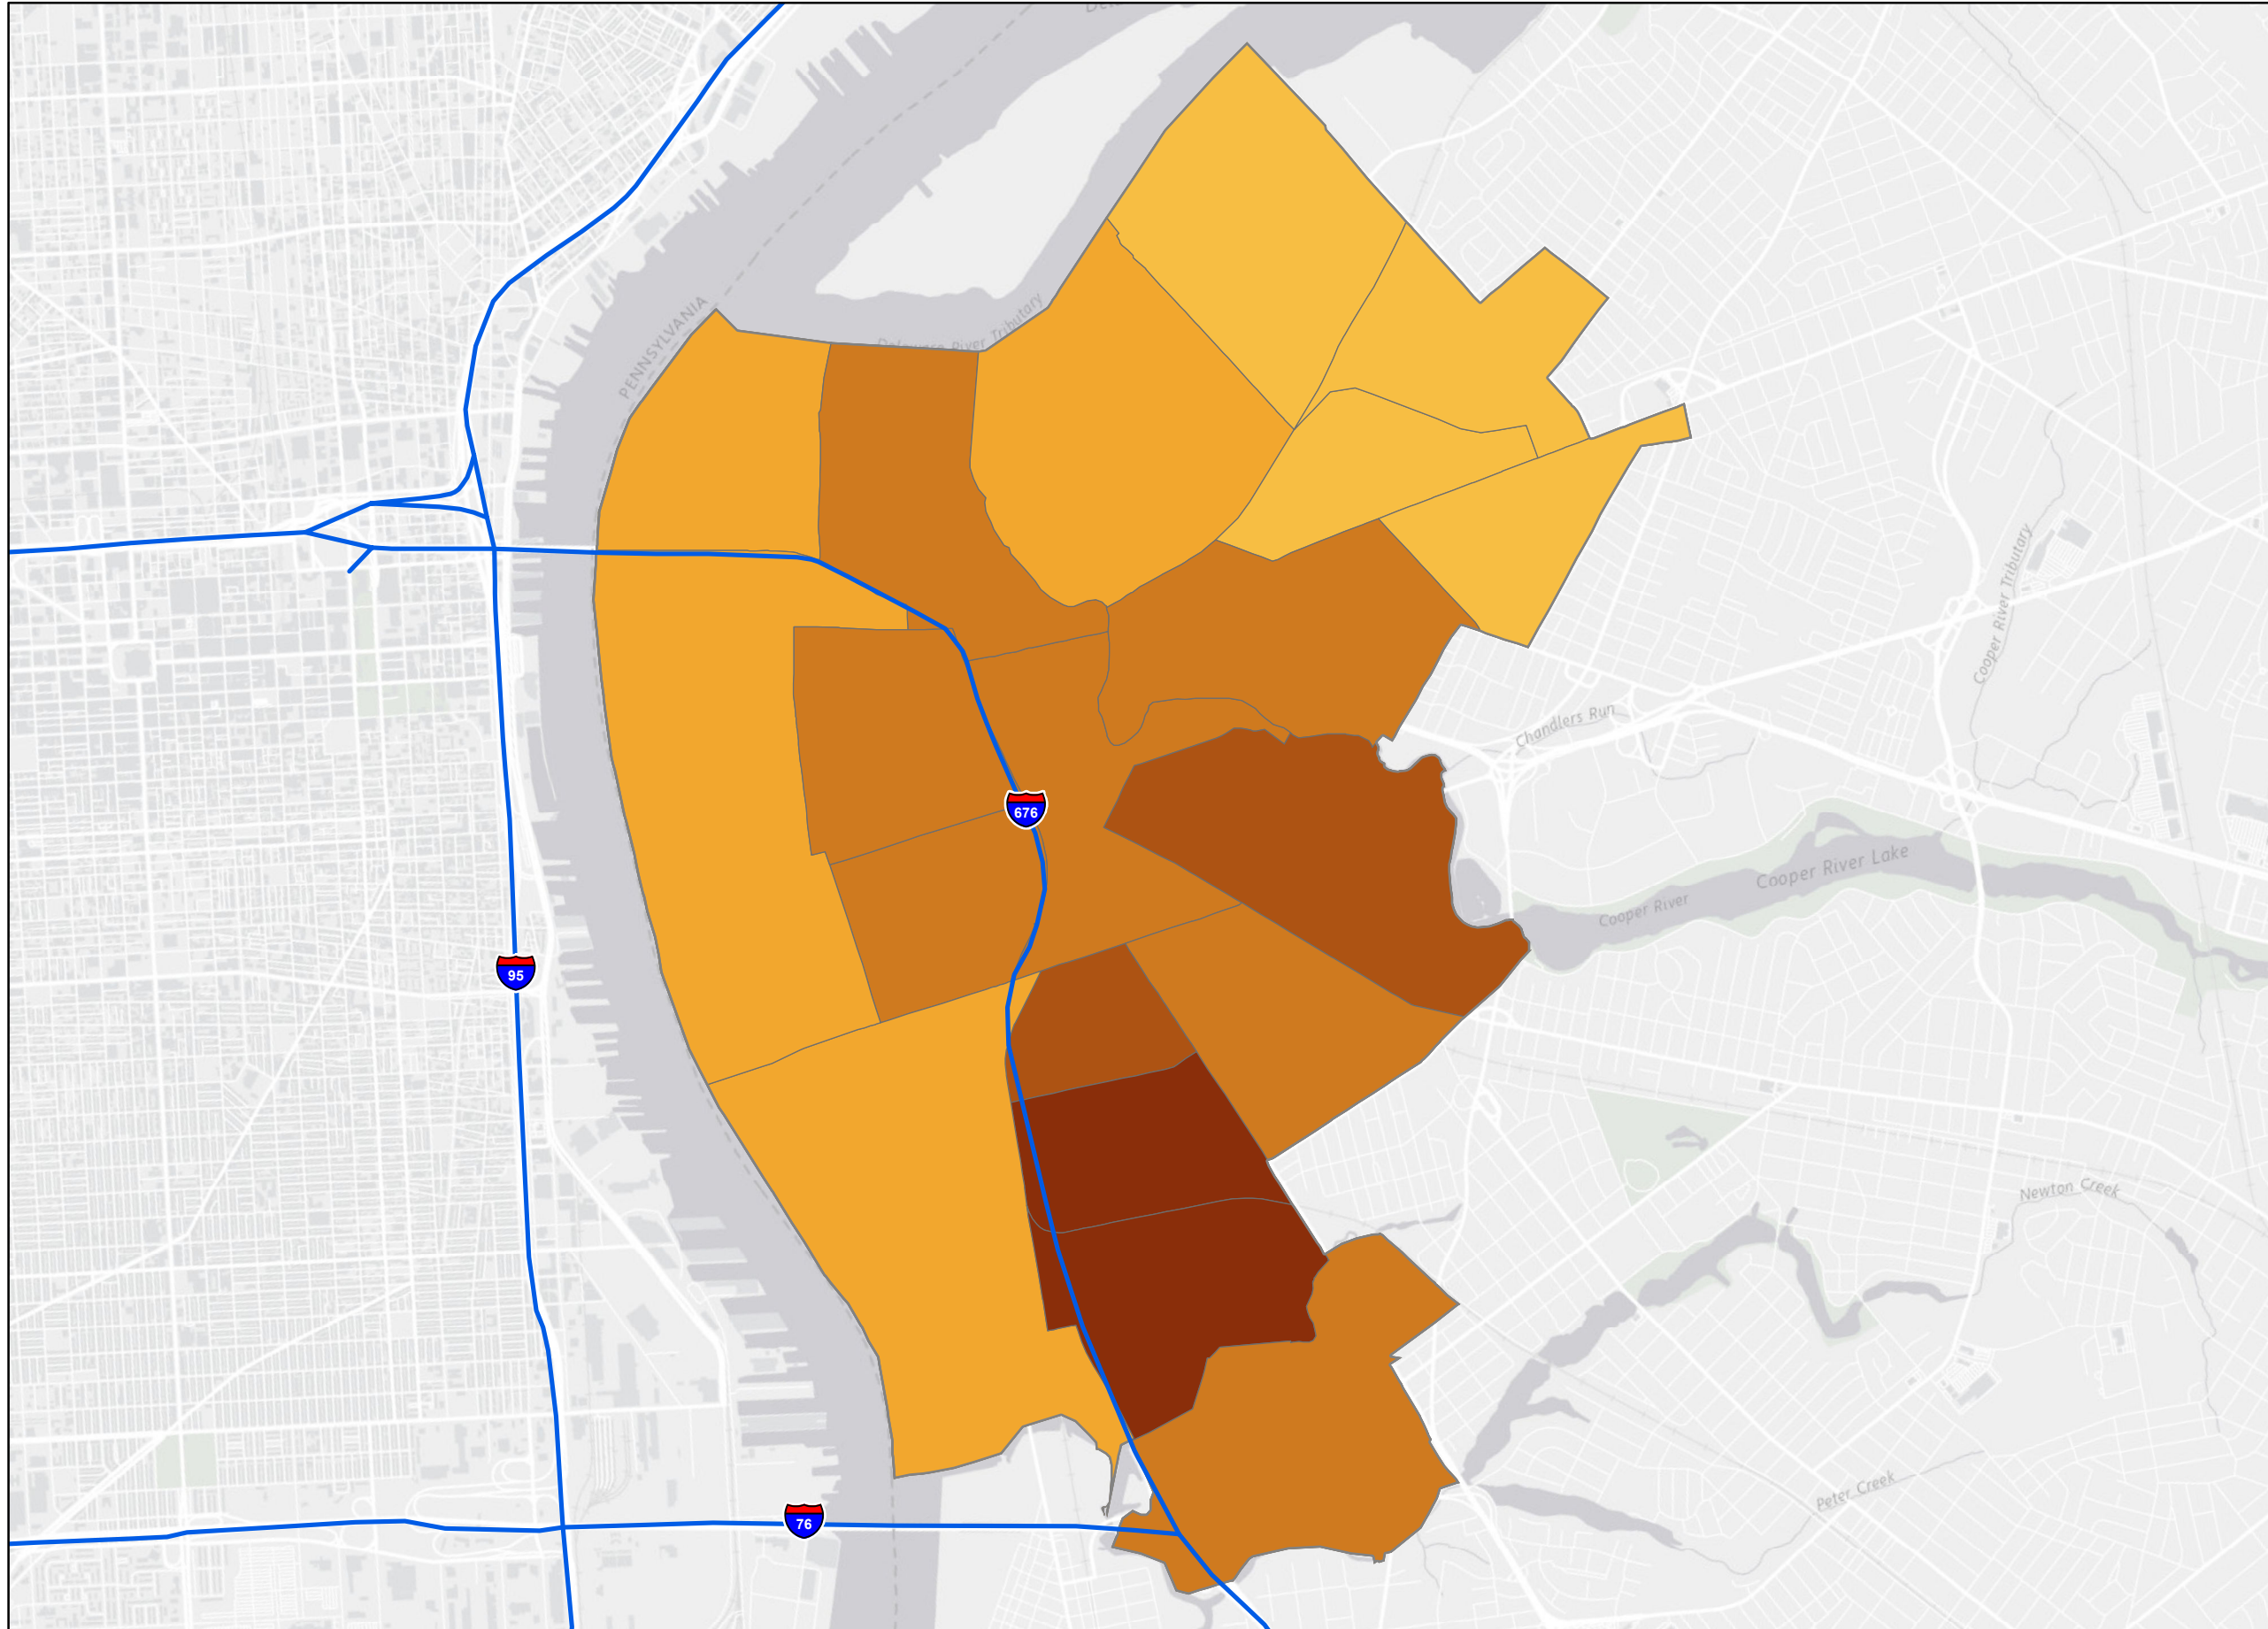 PENNSYLVANIA
Delaware River Tributary
Cooper River Tributary
Chandlers Run
676
Cooper River Lake
Cooper River
95
Newton Creek
Peter Creek
76